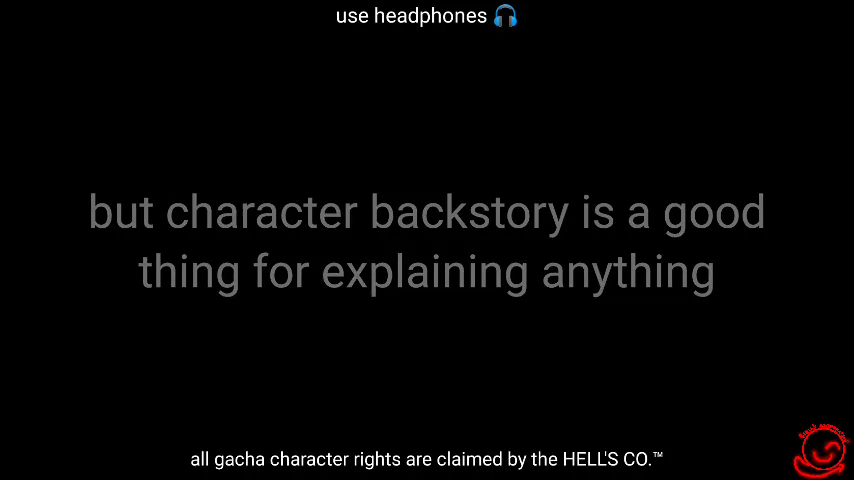 use headphones 🎧
but character backstory is a good
thing for explaining anything
all gacha character rights are claimed by the HELL'S CO.™